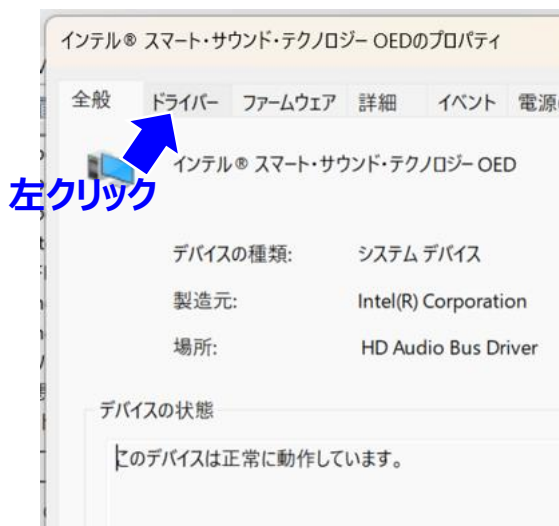 インテル® スマート・サウンド・テクノロジー OEDのプロパティ
全般 ドライバー ファームウェア 詳細 イベント 電源
インテル® スマート・サウンド・テクノロジー OED
左クリック
デバイスの種類: システム デバイス
製造元: Intel(R) Corporation
場所: HD Audio Bus Driver
デバイスの状態
このデバイスは正常に動作しています。